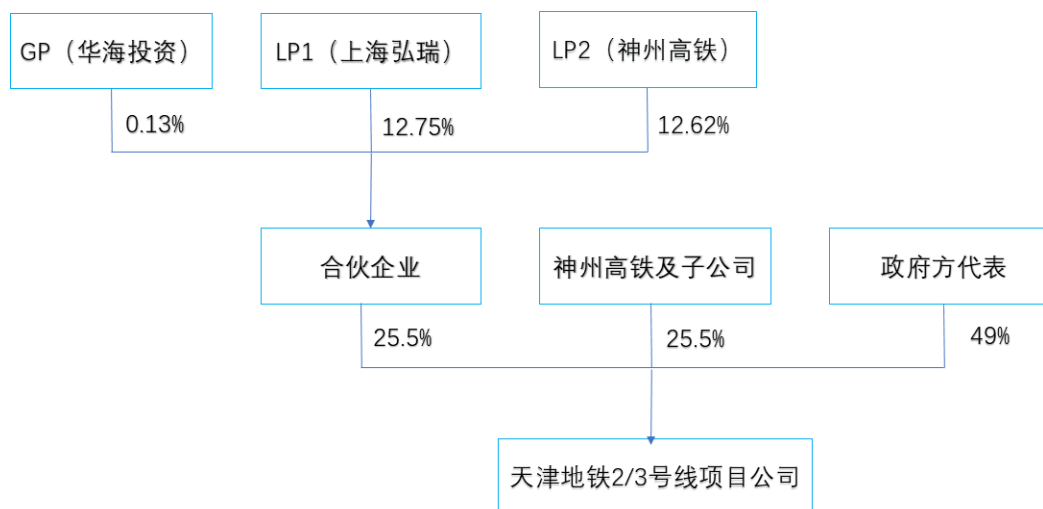 GP（华海投资）
LP1（上海弘瑞）
LP2（神州高铁）
0.13%
12.75%
12.62%
合伙企业
神州高铁及子公司
政府方代表
25.5%
25.5%
49%
天津地铁2/3号线项目公司